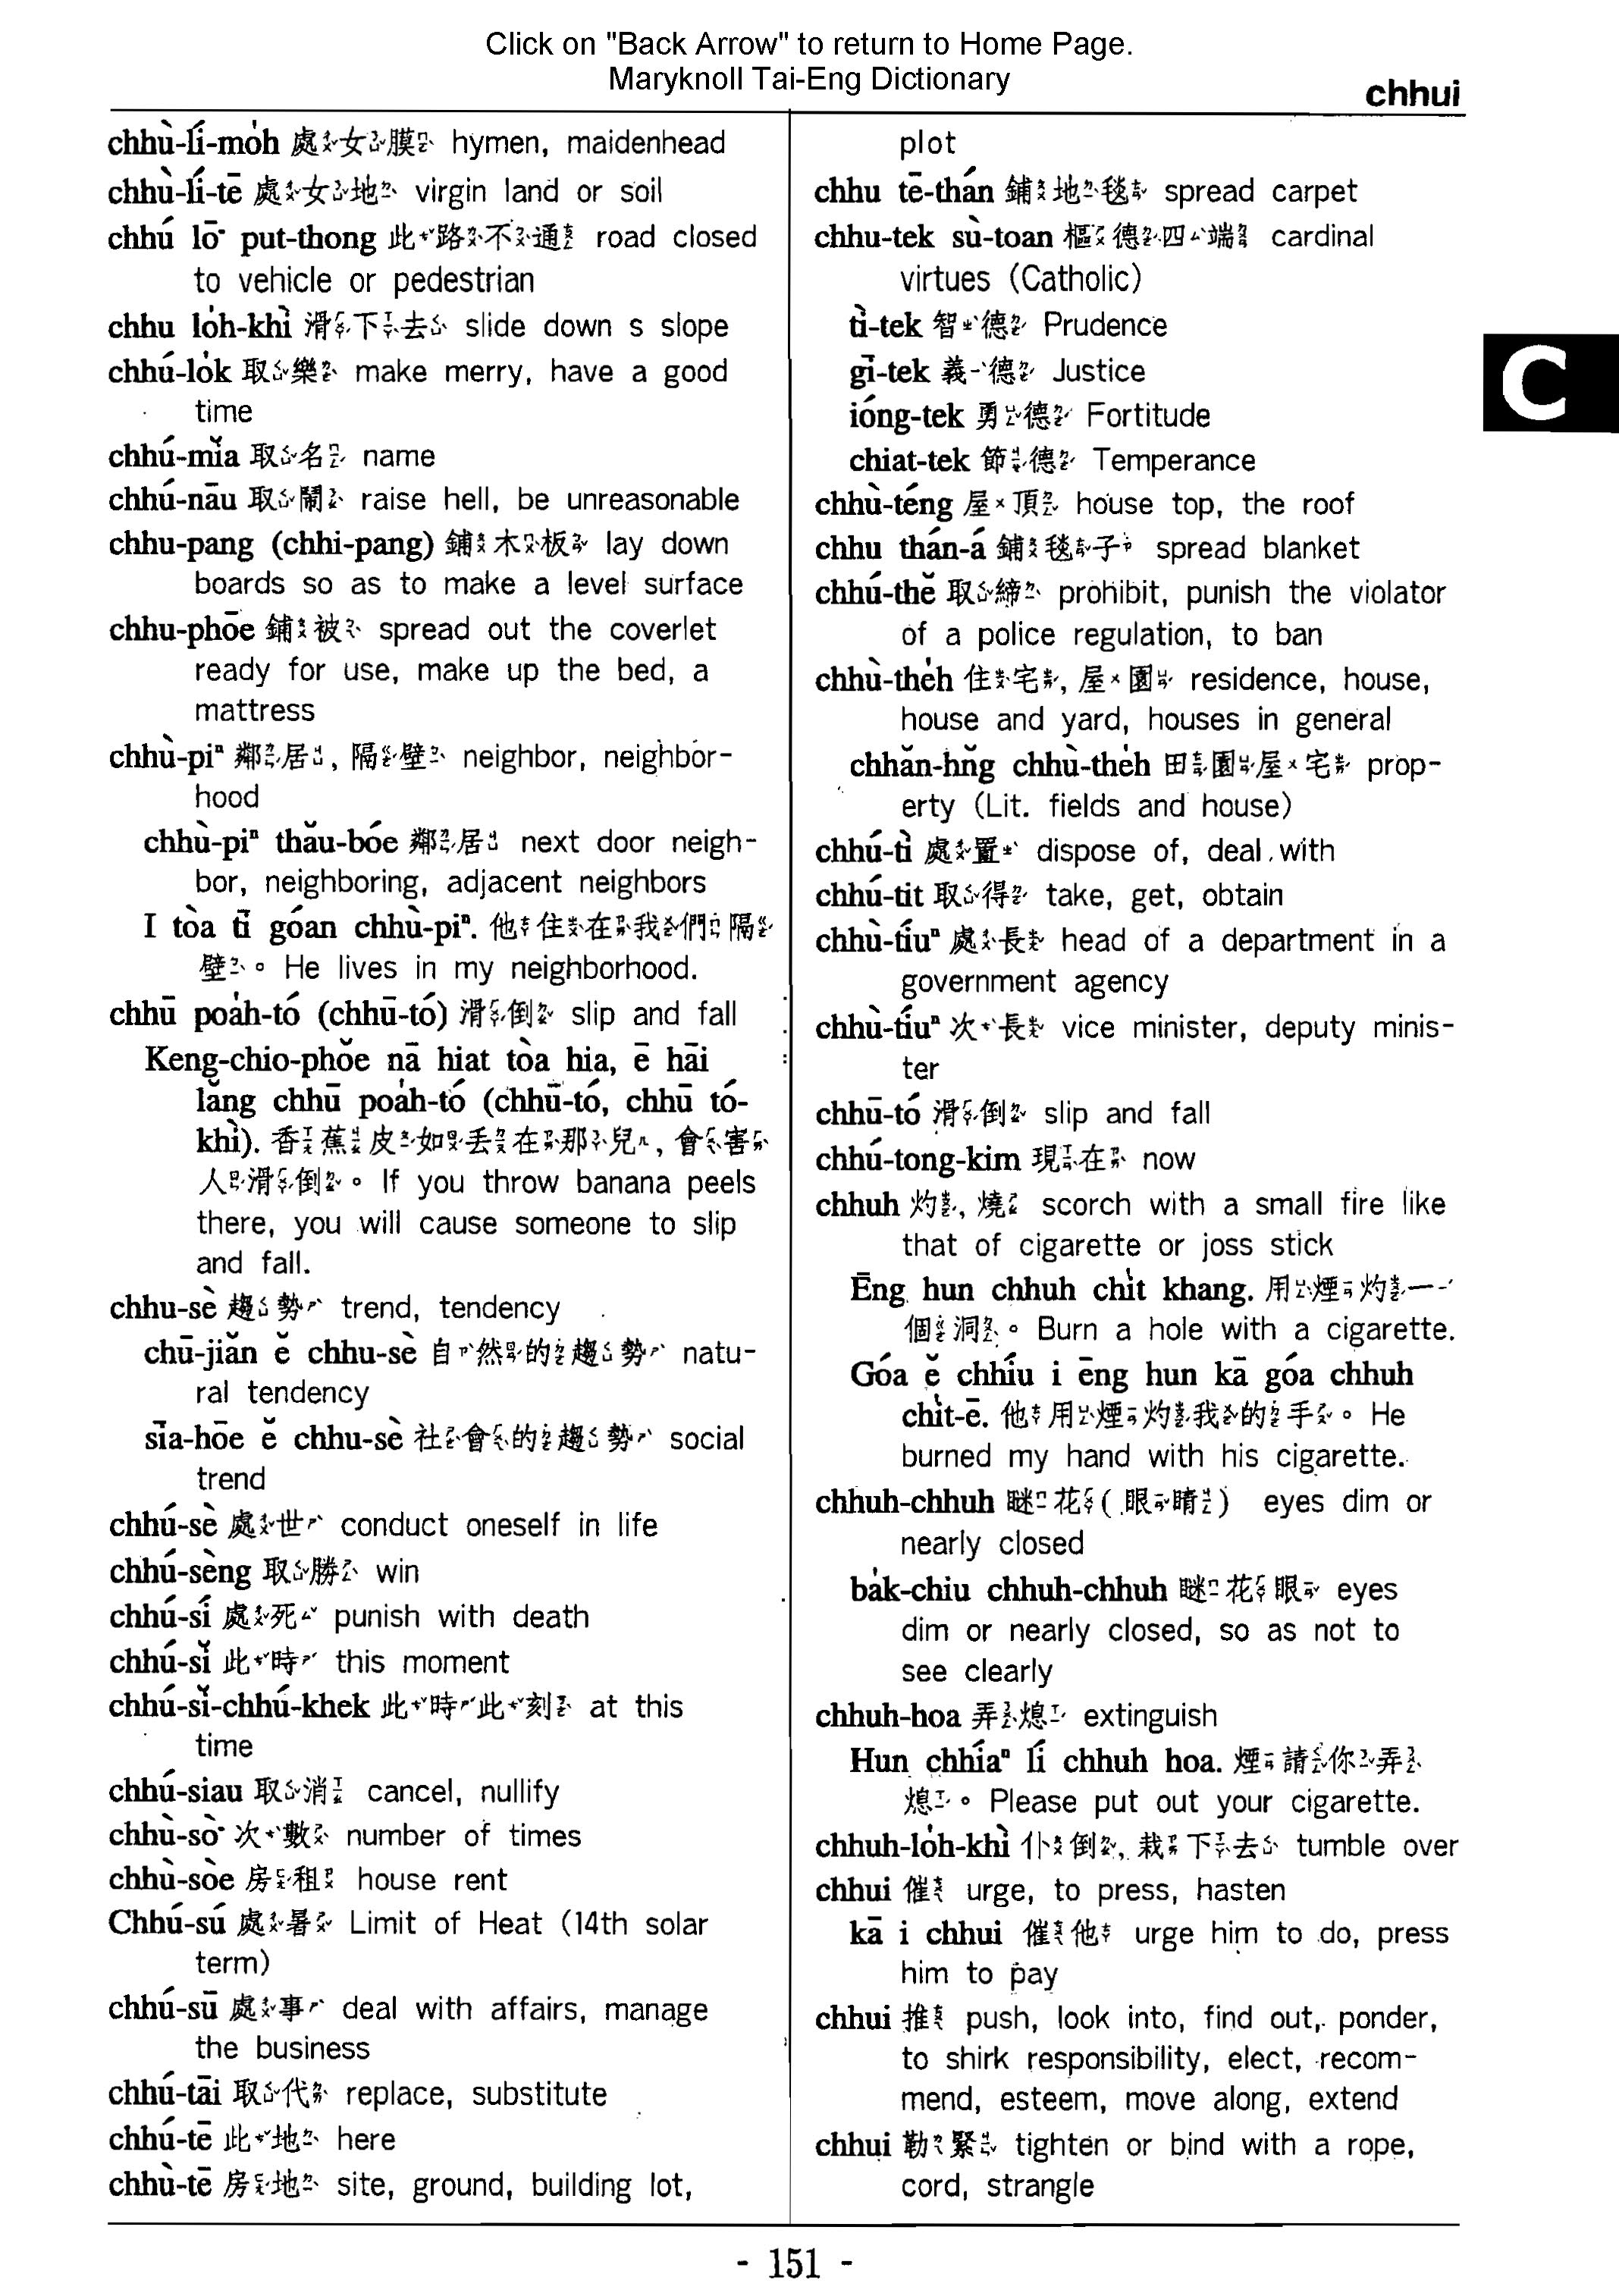 Click on "Back Arrow" to return to Home Page.
Maryknoll Tai-Eng Dictionary
chhui
chhù-lí-mo̍h 處女膜 hymen, maidenhead
chhù-lí-tē 處女地 virgin land or soil
chhú lō͘ put-thong 此路不通 road closed
to vehicle or pedestrian
chhu lo̍h-khì 滑下去 slide down s slope
chhú-lo̍k 取樂 make merry, have a good
time
chhú-mǐa 取名 name
chhú-nāu 取鬧 raise hell, be unreasonable
chhu-pang (chhi-pang) 鋪木板 lay down
boards so as to make a level surface
chhu-phōe 鋪被 spread out the coverlet
ready for use, make up the bed, a
mattress
chhù-piⁿ 鄰居, 隔壁 neighbor, neighbor-
hood
chhù-piⁿ thǎu-bóe 鄰居 next door neigh-
bor, neighboring, adjacent neighbors
I tòa tī góan chhù-piⁿ. 他住在我們隔
壁。 He lives in my neighborhood.
chhū poa̍h-tó (chhū-tó) 滑倒 slip and fall
Keng-chio-phǒe nā hiat tòa hia, ē hāi
lǎng chhū poa̍h-tó (chhū-tó, chhū tó-
khì). 香蕉皮如丟在那兒, 會害
人滑倒。 If you throw banana peels
there, you will cause someone to slip
and fall.
chhu-sè 趨勢 trend, tendency
chū-jiǎn ě chhu-sè 自然的趨勢 natu-
ral tendency
sīa-hōe ě chhu-sè 社會的趨勢 social
trend
chhú-sè 處世 conduct oneself in life
chhú-sèng 取勝 win
chhú-sí 處死 punish with death
chhú-sǐ 此時 this moment
chhú-sǐ-chhú-khek 此時此刻 at this
time
chhú-siau 取消 cancel, nullify
chhù-sò͘ 次數 number of times
chhù-sòe 房租 house rent
Chhú-sú 處暑 Limit of Heat (14th solar
term)
chhú-sū 處事 deal with affairs, manage
the business
chhú-tāi 取代 replace, substitute
chhú-tē 此地 here
chhù-tē 房地 site, ground, building lot,
plot
chhu tē-thán 鋪地毯 spread carpet
chhu-tek sù-toan 樞德四端 cardinal
virtues (Catholic)
tì-tek 智德 Prudence
gī-tek 義德 Justice
ióng-tek 勇德 Fortitude
chiat-tek 節德 Temperance
chhù-téng 屋頂 house top, the roof
chhu thán-á 鋪毯子 spread blanket
chhú-thě 取締 prohibit, punish the violator
of a police regulation, to ban
chhù-the̍h 住宅, 屋園 residence, house,
house and yard, houses in general
chhǎn-hňg chhù-the̍h 田園屋宅 prop-
erty (Lit. fields and house)
chhú-tì 處置 dispose of, deal with
chhú-tit 取得 take, get, obtain
chhù-tíuⁿ 處長 head of a department in a
government agency
chhù-tíuⁿ 次長 vice minister, deputy minis-
ter
chhū-tó 滑倒 slip and fall
chhú-tong-kim 現在 now
chhuh 灼, 燒 scorch with a small fire like
that of cigarette or joss stick
Ēng hun chhuh chi̍t khang. 用煙灼一
個洞。 Burn a hole with a cigarette.
Góa ě chhíu i ēng hun kā góa chhuh
chi̍t-ē. 他用煙灼我的手。 He
burned my hand with his cigarette.
chhuh-chhuh 瞇花(眼睛) eyes dim or
nearly closed
ba̍k-chiu chhuh-chhuh 瞇花眼 eyes
dim or nearly closed, so as not to
see clearly
chhuh-hoa 弄熄 extinguish
Hun chhíaⁿ lí chhuh hoa. 煙請你弄
熄。 Please put out your cigarette.
chhuh-lo̍h-khì 仆倒, 栽下去 tumble over
chhui 催 urge, to press, hasten
kā i chhui 催他 urge him to do, press
him to pay
chhui 推 push, look into, find out, ponder,
to shirk responsibility, elect, recom-
mend, esteem, move along, extend
chhui 勒緊 tighten or bind with a rope,
cord, strangle
C
- 151 -